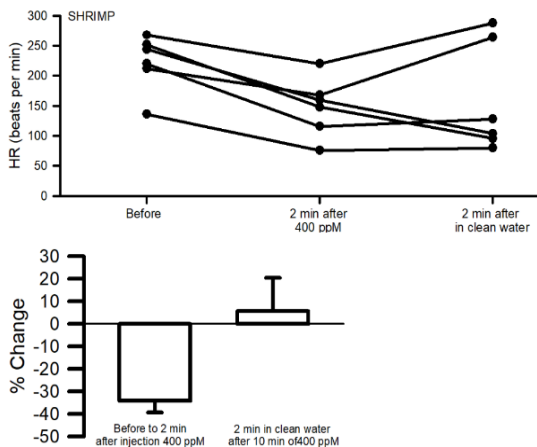 SHRIMP
HR (beats per min)
300
250
200
150
100
50
0
Before
2 min after
400 ppM
2 min after
in clean water
% Change
30
20
10
0
-10
-20
-30
-40
-50
Before to 2 min
after injection 400 ppM
2 min in clean water
after 10 min of400 ppM